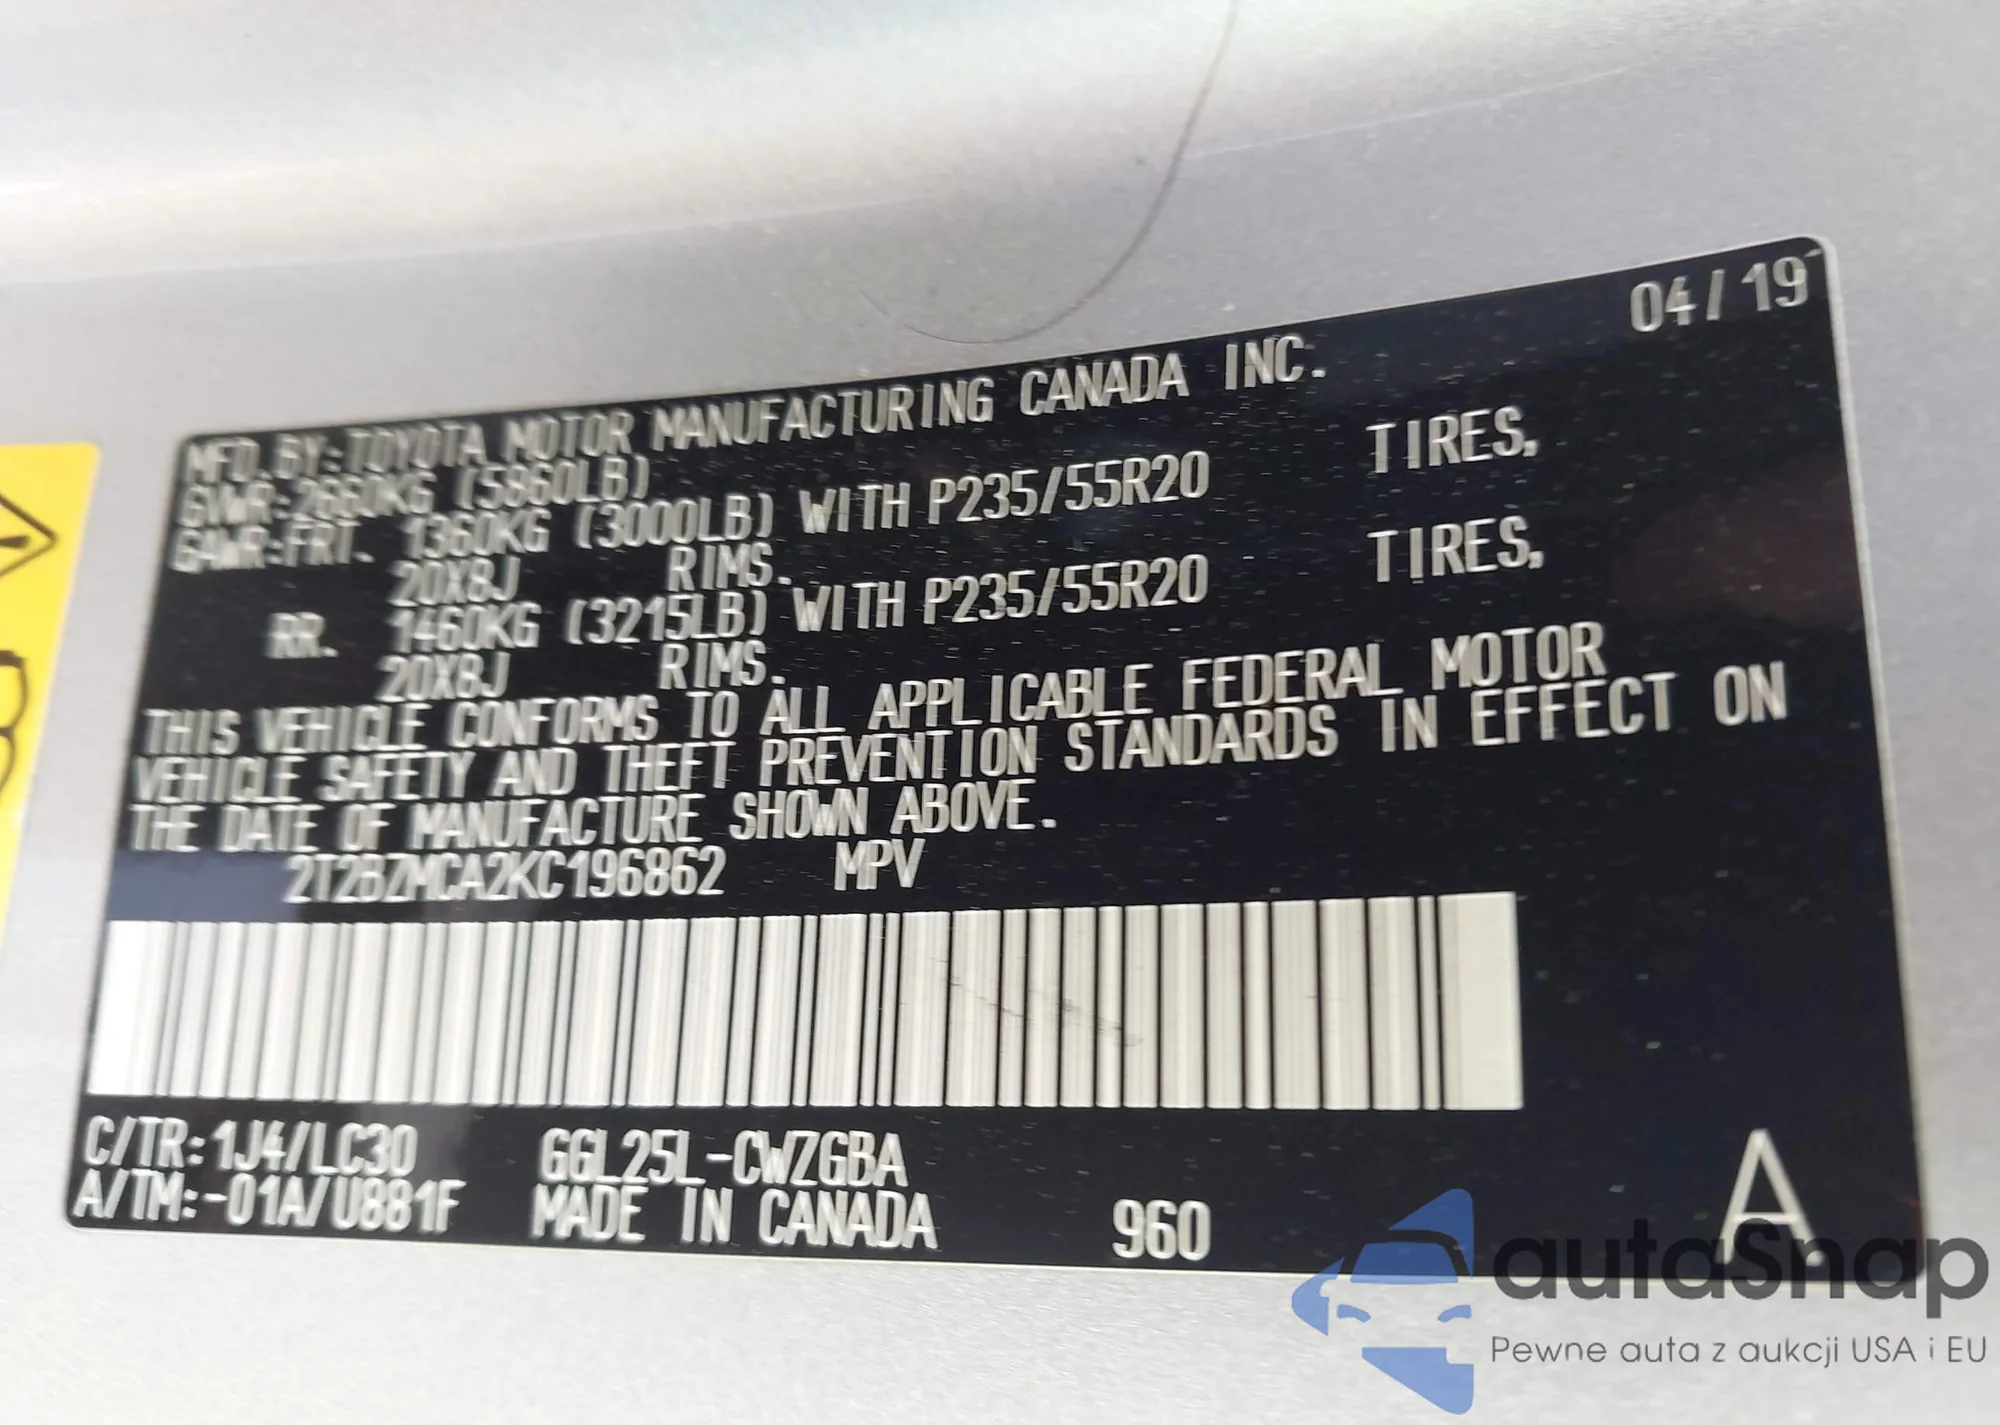 04/19
MFD. BY: TOYOTA MOTOR MANUFACTURING CANADA INC.
GVWR: 2660KG (5860LB)
GAWR: FRT. 1360KG (3000LB) WITH P235/55R20 TIRES,
20X8J RIMS.
RR. 1460KG (3215LB) WITH P235/55R20 TIRES,
20X8J RIMS.
THIS VEHICLE CONFORMS TO ALL APPLICABLE FEDERAL MOTOR
VEHICLE SAFETY AND THEFT PREVENTION STANDARDS IN EFFECT ON
THE DATE OF MANUFACTURE SHOWN ABOVE.
2T2BZMCA2KC196862 MPV
C/TR: 1J4/LC30 GGL25L-CWZGBA
A/TM: -01A/U881F MADE IN CANADA 960 A
autaSnap
Pewne auta z aukcji USA i EU